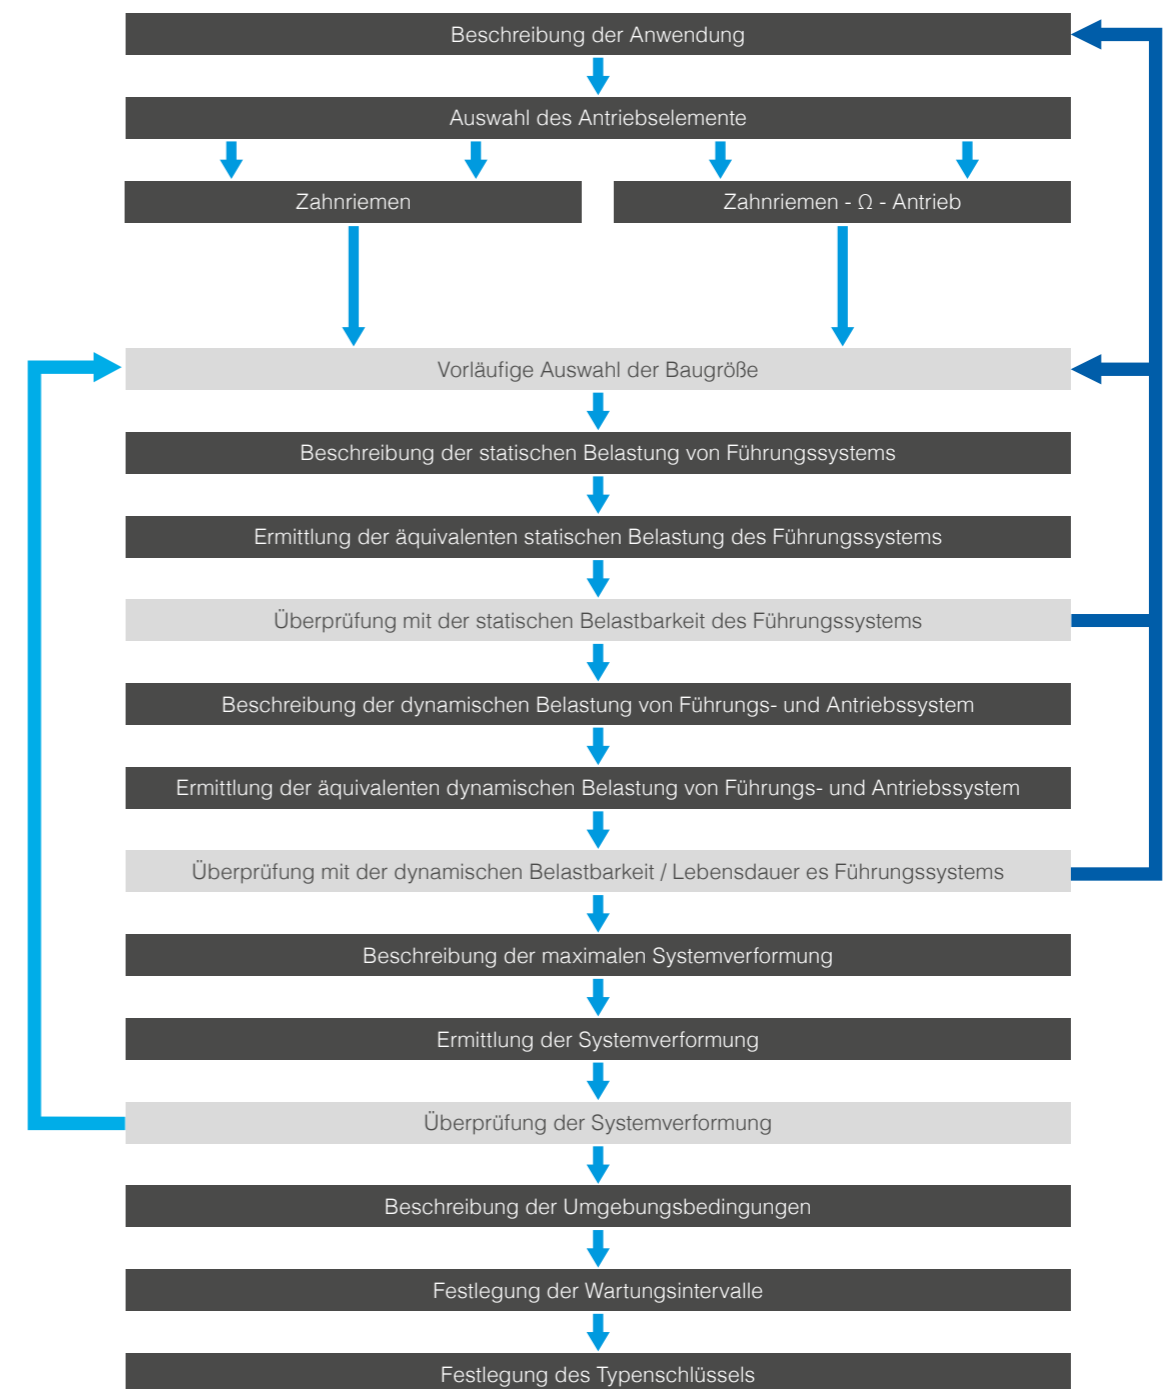 Beschreibung der Anwendung
Auswahl des Antriebselemente
Zahnriemen
Zahnriemen - Ω - Antrieb
Vorläufige Auswahl der Baugröße
Beschreibung der statischen Belastung von Führungssystems
Ermittlung der äquivalenten statischen Belastung des Führungssystems
Überprüfung mit der statischen Belastbarkeit des Führungssystems
Beschreibung der dynamischen Belastung von Führungs- und Antriebssystem
Ermittlung der äquivalenten dynamischen Belastung von Führungs- und Antriebssystem
Überprüfung mit der dynamischen Belastbarkeit / Lebensdauer es Führungssystems
Beschreibung der maximalen Systemverformung
Ermittlung der Systemverformung
Überprüfung der Systemverformung
Beschreibung der Umgebungsbedingungen
Festlegung der Wartungsintervalle
Festlegung des Typenschlüssels